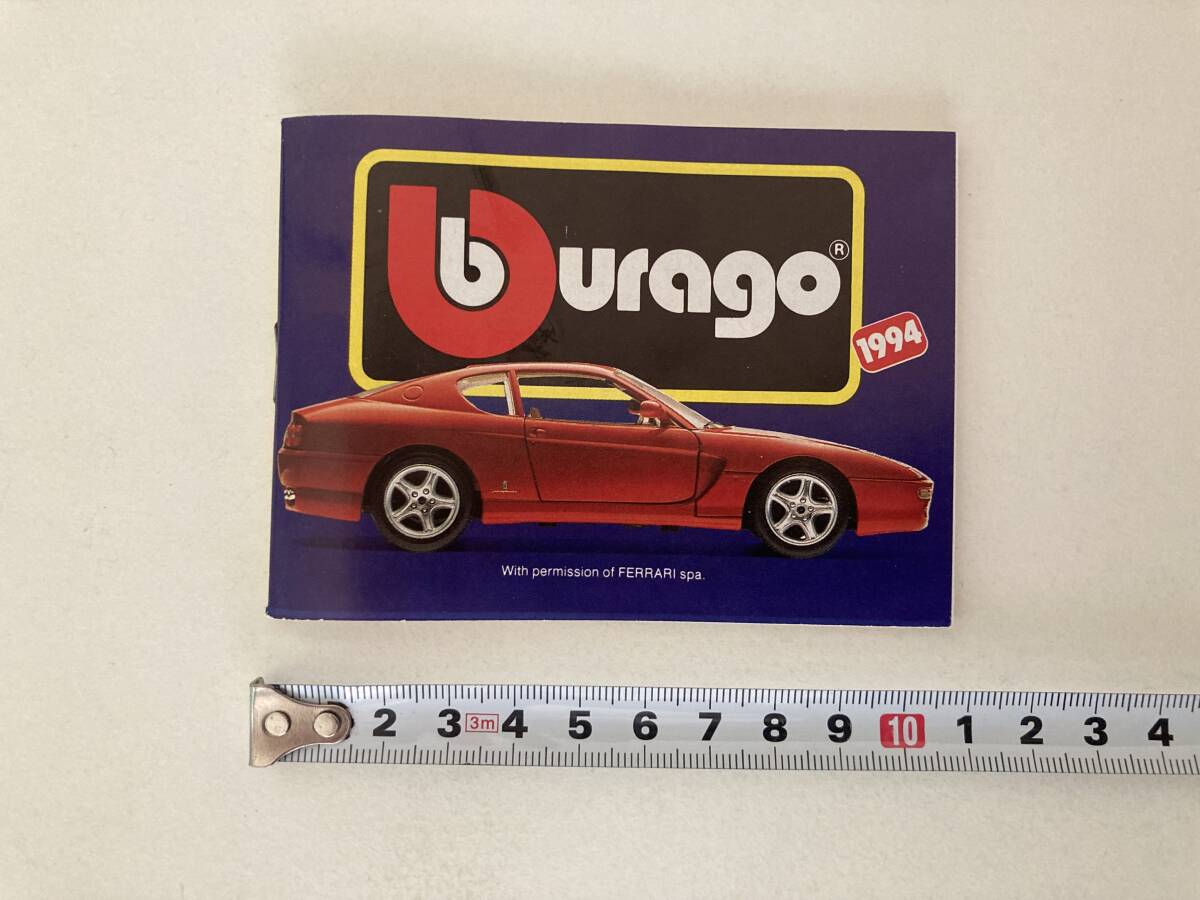 burago®
1994
With permission of FERRARI spa.
2 3 3m 4 5 6 7 8 9 10 1 2 3 4